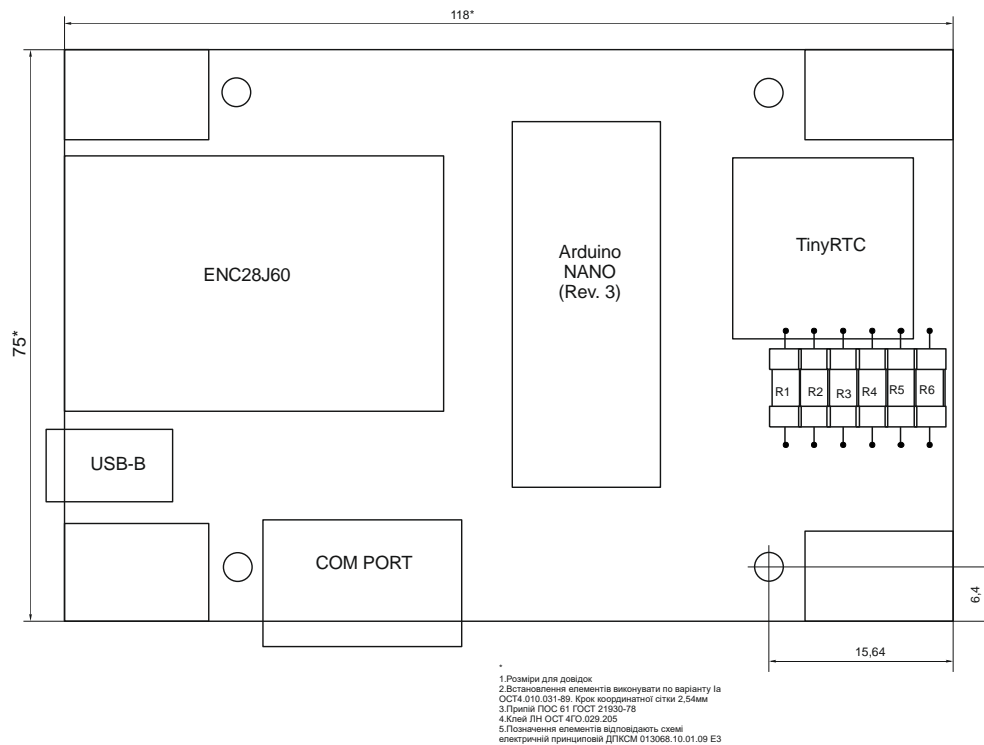 118*
ENC28J60
Arduino
NANO
(Rev. 3)
TinyRTC
75*
R1 R2 R3 R4 R5 R6
USB-B
COM PORT
6,4
15,64
*
1.Розміри для довідок
2.Встановлення елементів виконувати по варіанту Іа
ОСТ4.010.031-89. Крок координатної сітки 2,54мм
3.Припій ПОС 61 ГОСТ 21930-78
4.Клей ЛН ОСТ 4ГО.029.205
5.Позначення елементів відповідають схемі
електричній принциповій ДПКСМ 013068.10.01.09 Е3